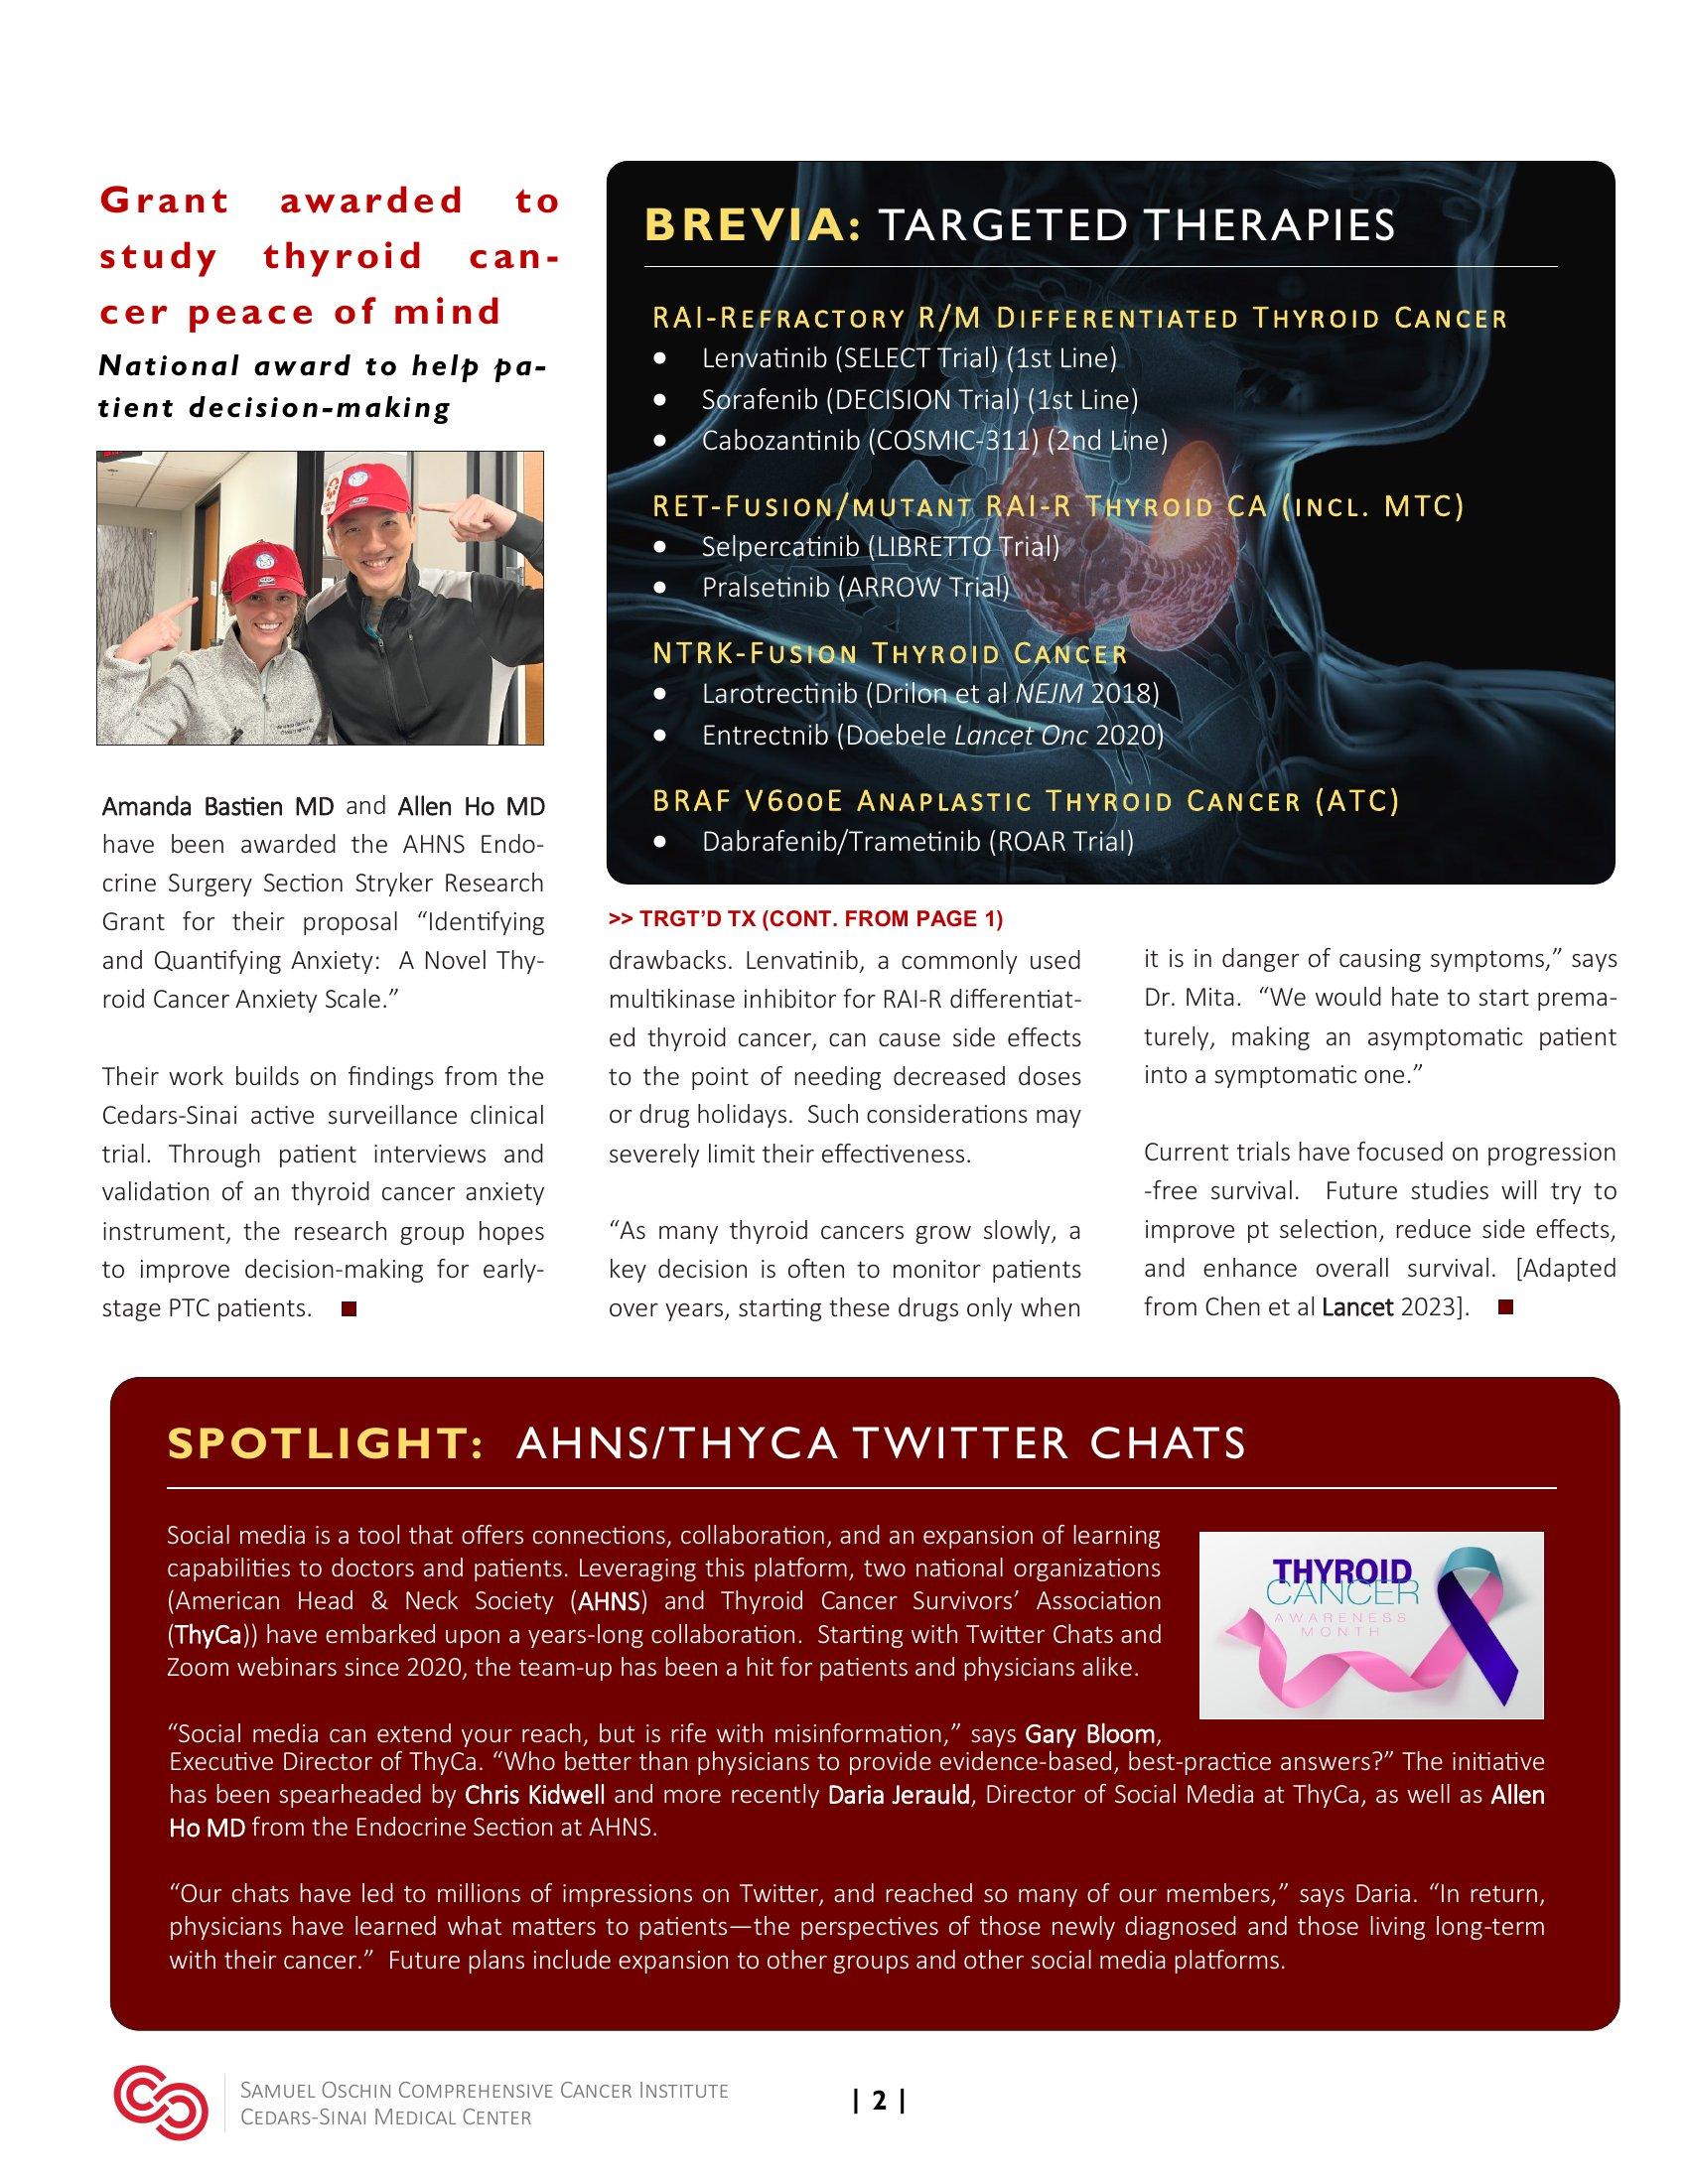 Grant awarded to
study thyroid can-
cer peace of mind
National award to help pa-
tient decision-making
Amanda Bastien MD and Allen Ho MD
have been awarded the AHNS Endo-
crine Surgery Section Stryker Research
Grant for their proposal “Identifying
and Quantifying Anxiety:  A Novel Thy-
roid Cancer Anxiety Scale.”
Their work builds on findings from the
Cedars-Sinai active surveillance clinical
trial. Through patient interviews and
validation of an thyroid cancer anxiety
instrument, the research group hopes
to improve decision-making for early-
stage PTC patients. ■
BREVIA: TARGETED THERAPIES
RAI-Refractory R/M Differentiated Thyroid Cancer
● Lenvatinib (SELECT Trial) (1st Line)
● Sorafenib (DECISION Trial) (1st Line)
● Cabozantinib (COSMIC-311) (2nd Line)
RET-Fusion/mutant RAI-R Thyroid CA (incl. MTC)
● Selpercatinib (LIBRETTO Trial)
● Pralsetinib (ARROW Trial)
NTRK-Fusion Thyroid Cancer
● Larotrectinib (Drilon et al NEJM 2018)
● Entrectnib (Doebele Lancet Onc 2020)
BRAF V600E Anaplastic Thyroid Cancer (ATC)
● Dabrafenib/Trametinib (ROAR Trial)
>> TRGT’D TX (CONT. FROM PAGE 1)
drawbacks. Lenvatinib, a commonly used
multikinase inhibitor for RAI-R differentiat-
ed thyroid cancer, can cause side effects
to the point of needing decreased doses
or drug holidays.  Such considerations may
severely limit their effectiveness.
“As many thyroid cancers grow slowly, a
key decision is often to monitor patients
over years, starting these drugs only when
it is in danger of causing symptoms,” says
Dr. Mita.  “We would hate to start prema-
turely, making an asymptomatic patient
into a symptomatic one.”
Current trials have focused on progression
-free survival.  Future studies will try to
improve pt selection, reduce side effects,
and enhance overall survival. [Adapted
from Chen et al Lancet 2023]. ■
SPOTLIGHT:  AHNS/THYCA TWITTER CHATS
Social media is a tool that offers connections, collaboration, and an expansion of learning
capabilities to doctors and patients. Leveraging this platform, two national organizations
(American Head & Neck Society (AHNS) and Thyroid Cancer Survivors’ Association
(ThyCa)) have embarked upon a years-long collaboration.  Starting with Twitter Chats and
Zoom webinars since 2020, the team-up has been a hit for patients and physicians alike.
THYROID
CANCER
AWARENESS
MONTH
“Social media can extend your reach, but is rife with misinformation,” says Gary Bloom,
Executive Director of ThyCa. “Who better than physicians to provide evidence-based, best-practice answers?” The initiative
has been spearheaded by Chris Kidwell and more recently Daria Jerauld, Director of Social Media at ThyCa, as well as Allen
Ho MD from the Endocrine Section at AHNS.
“Our chats have led to millions of impressions on Twitter, and reached so many of our members,” says Daria. “In return,
physicians have learned what matters to patients—the perspectives of those newly diagnosed and those living long-term
with their cancer.”  Future plans include expansion to other groups and other social media platforms.
Samuel Oschin Comprehensive Cancer Institute
Cedars-Sinai Medical Center
| 2 |